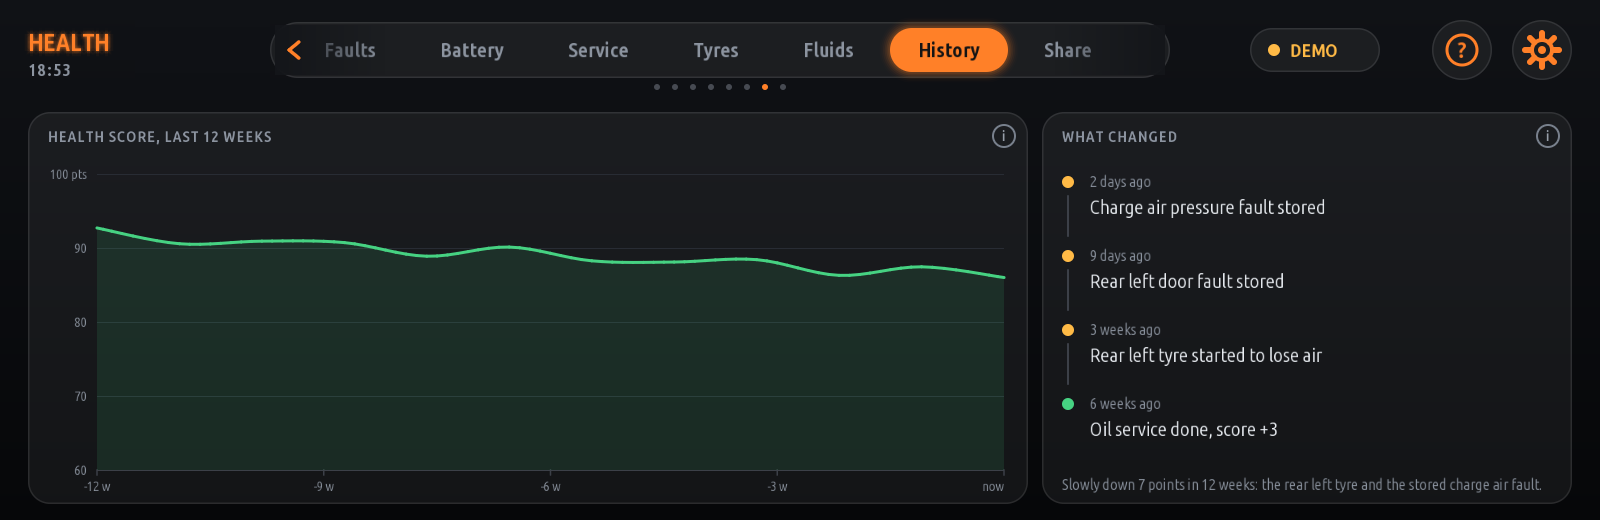 HEALTH
18:53
Faults
Battery
Service
Tyres
Fluids
History
Share
DEMO
?
HEALTH SCORE, LAST 12 WEEKS
i
100 pts
90
80
70
60
-12 w
-9 w
-6 w
-3 w
now
WHAT CHANGED
i
2 days ago
Charge air pressure fault stored
9 days ago
Rear left door fault stored
3 weeks ago
Rear left tyre started to lose air
6 weeks ago
Oil service done, score +3
Slowly down 7 points in 12 weeks: the rear left tyre and the stored charge air fault.